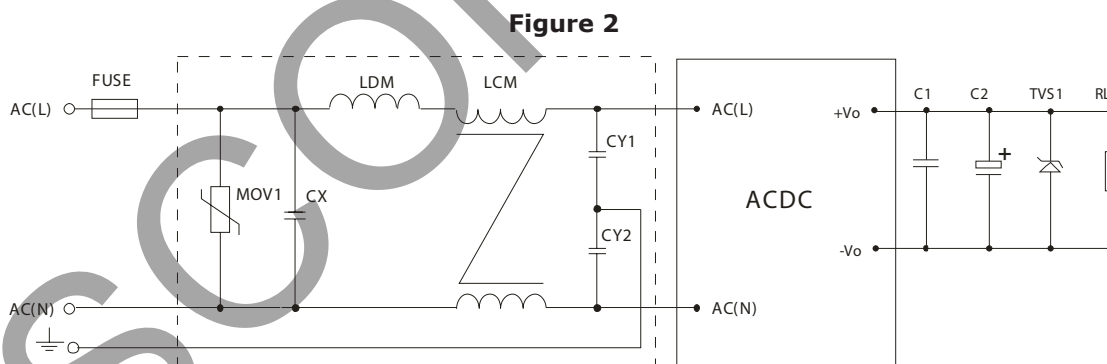 Figure 2
FUSE
LDM
LCM
AC(L)
AC(L)
+Vo
C1
C2
TVS1
RL
+
CY1
MOV1
CX
ACDC
CY2
-Vo
AC(N)
AC(N)